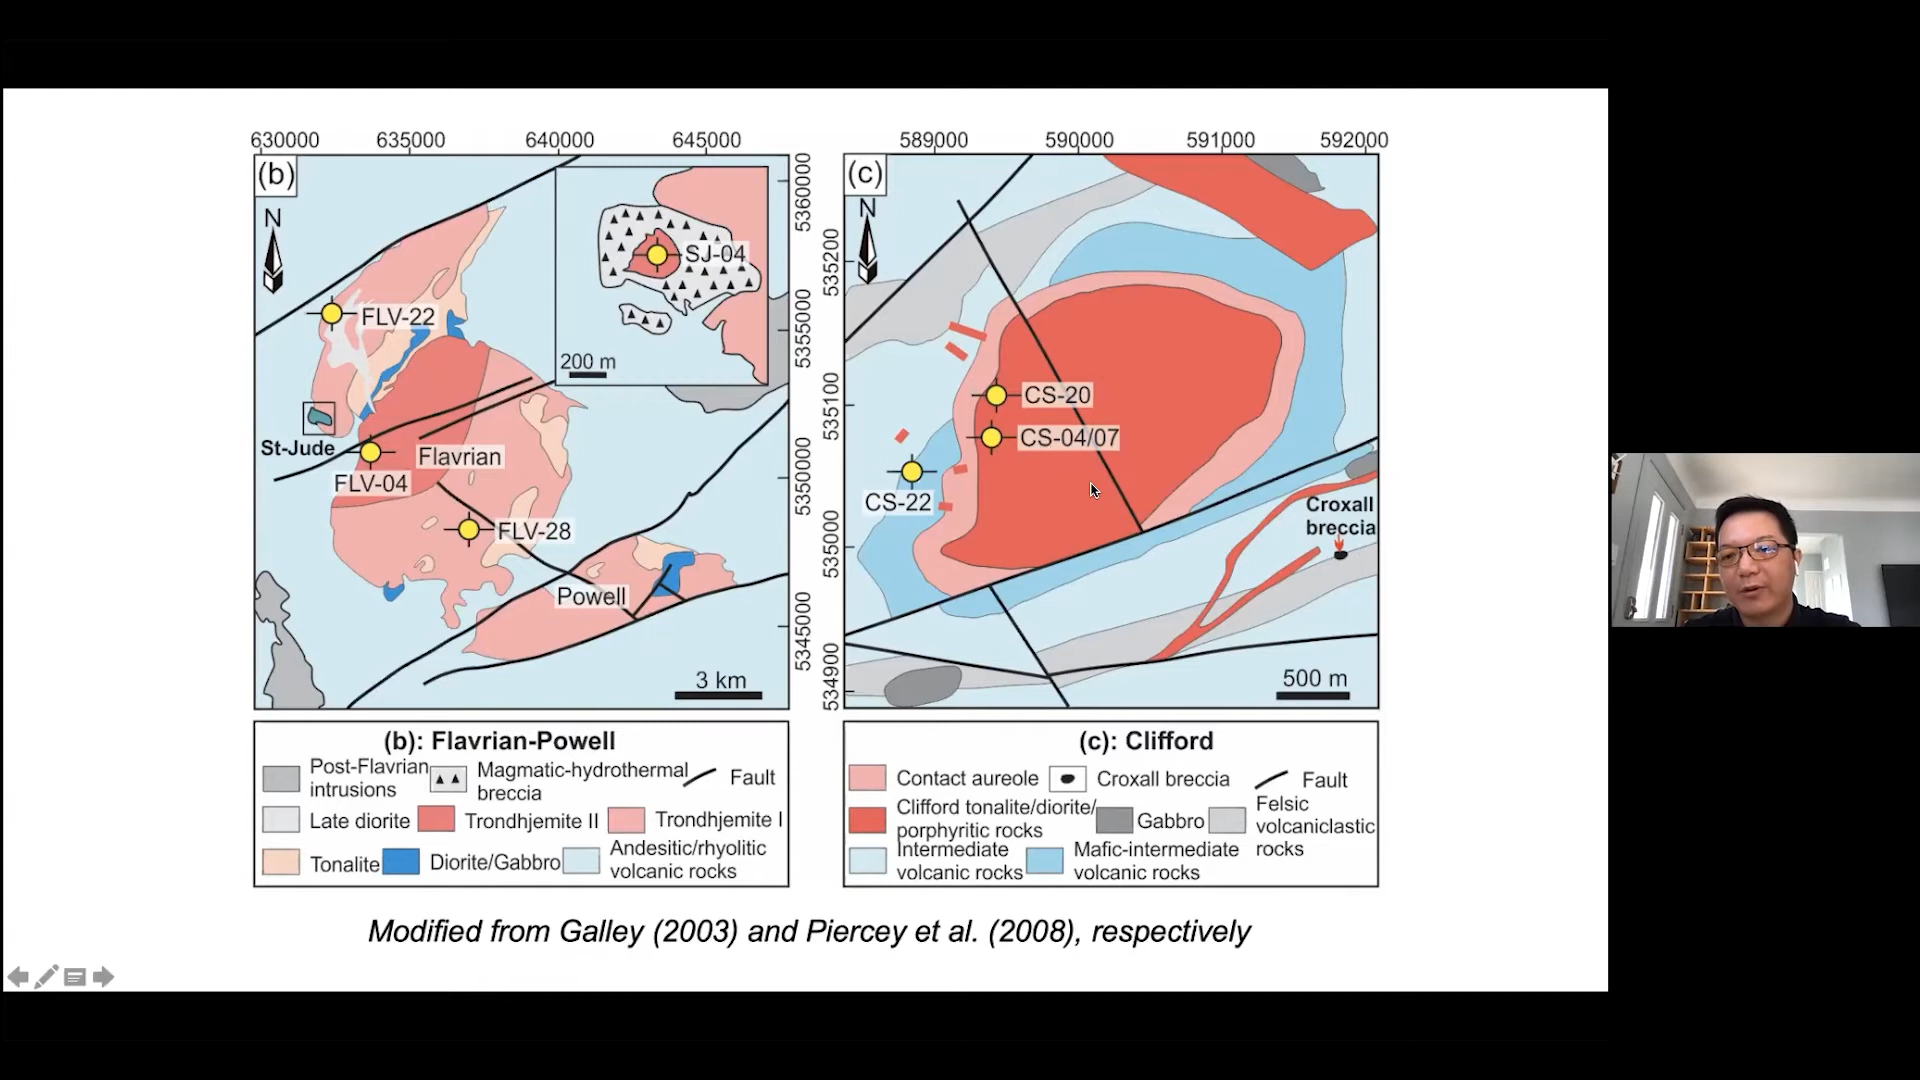 630000 635000 640000 645000
(b)
N
5360000
5355000
5350000
5345000
SJ-04
200 m
FLV-22
St-Jude
Flavrian
FLV-04
FLV-28
Powell
3 km
589000 590000 591000 592000
(c)
N
535200
535100
535000
534900
CS-20
CS-04/07
CS-22
Croxall
breccia
500 m
(b): Flavrian-Powell
Post-Flavrian
intrusions
Magmatic-hydrothermal
breccia
Fault
Late diorite
Trondhjemite II
Trondhjemite I
Tonalite
Diorite/Gabbro
Andesitic/rhyolitic
volcanic rocks
(c): Clifford
Contact aureole
Croxall breccia
Fault
Clifford tonalite/diorite/
porphyritic rocks
Gabbro
Felsic
volcaniclastic
rocks
Intermediate
volcanic rocks
Mafic-intermediate
volcanic rocks
Modified from Galley (2003) and Piercey et al. (2008), respectively